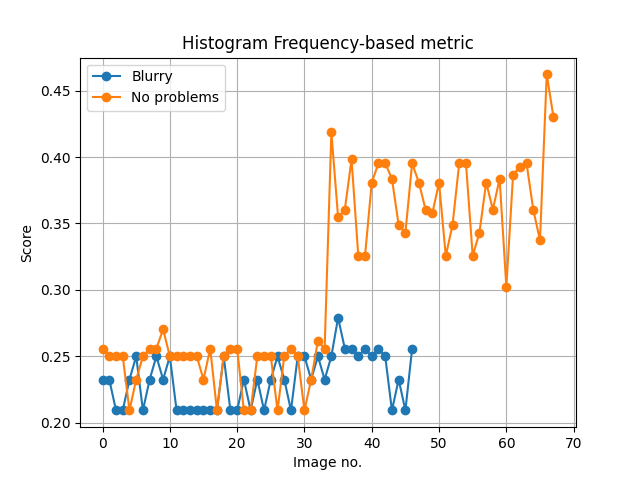 Histogram Frequency-based metric
Blurry
No problems
Score
0.45
0.40
0.35
0.30
0.25
0.20
0 10 20 30 40 50 60 70
Image no.